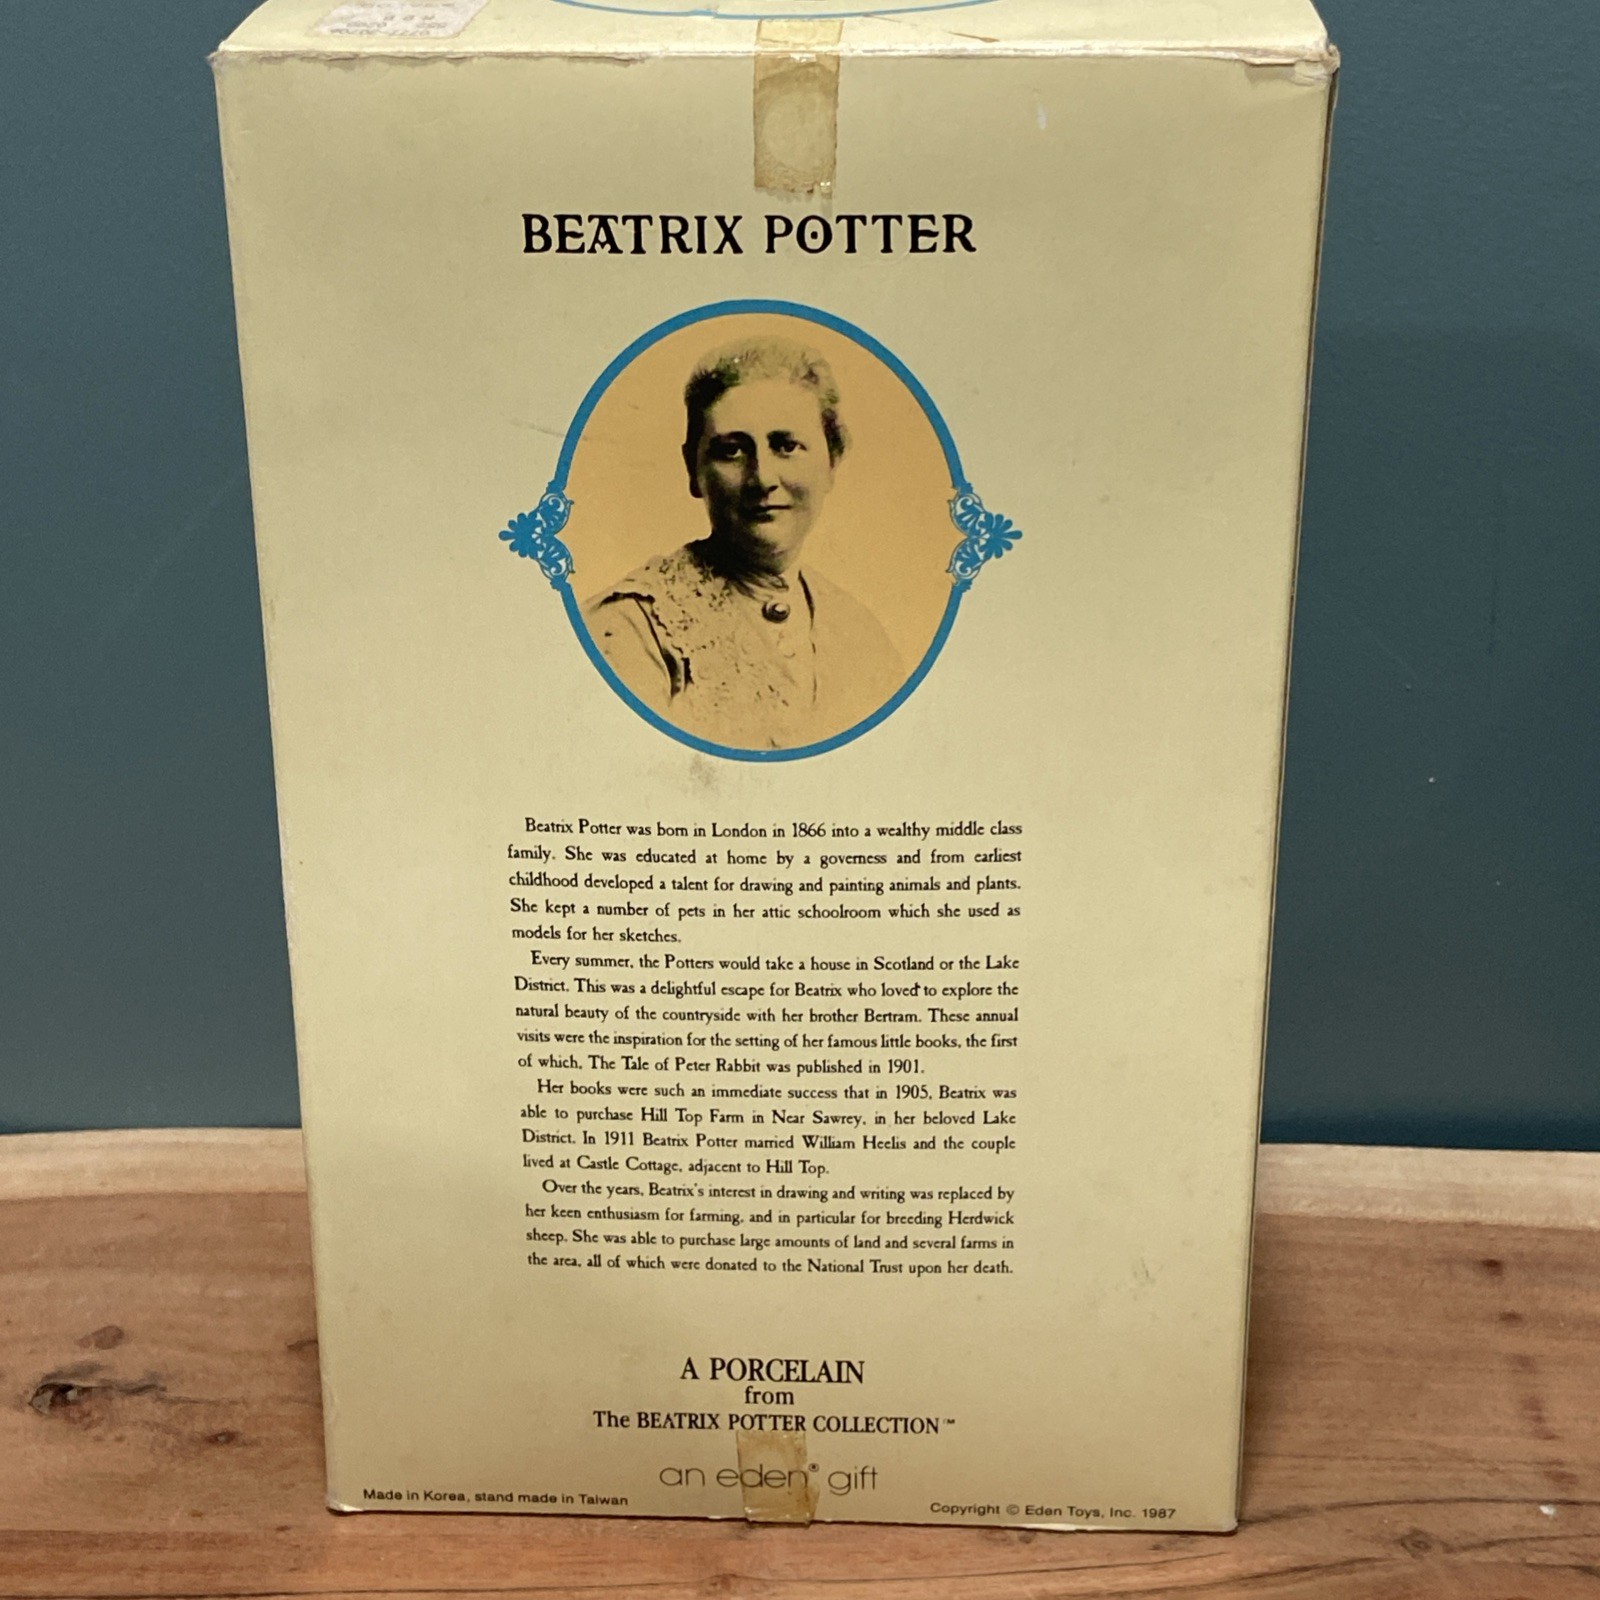 BEATRIX POTTER
Beatrix Potter was born in London in 1866 into a wealthy middle class
family. She was educated at home by a governess and from earliest
childhood developed a talent for drawing and painting animals and plants.
She kept a number of pets in her attic schoolroom which she used as
models for her sketches.
Every summer, the Potters would take a house in Scotland or the Lake
District. This was a delightful escape for Beatrix who loved to explore the
natural beauty of the countryside with her brother Bertram. These annual
visits were the inspiration for the setting of her famous little books, the first
of which, The Tale of Peter Rabbit was published in 1901.
Her books were such an immediate success that in 1905, Beatrix was
able to purchase Hill Top Farm in Near Sawrey, in her beloved Lake
District. In 1911 Beatrix Potter married William Heelis and the couple
lived at Castle Cottage, adjacent to Hill Top.
Over the years, Beatrix's interest in drawing and writing was replaced by
her keen enthusiasm for farming, and in particular for breeding Herdwick
sheep. She was able to purchase large amounts of land and several farms in
the area, all of which were donated to the National Trust upon her death.
A PORCELAIN
from
The BEATRIX POTTER COLLECTION™
an eden® gift
Made in Korea, stand made in Taiwan
Copyright © Eden Toys, Inc. 1987